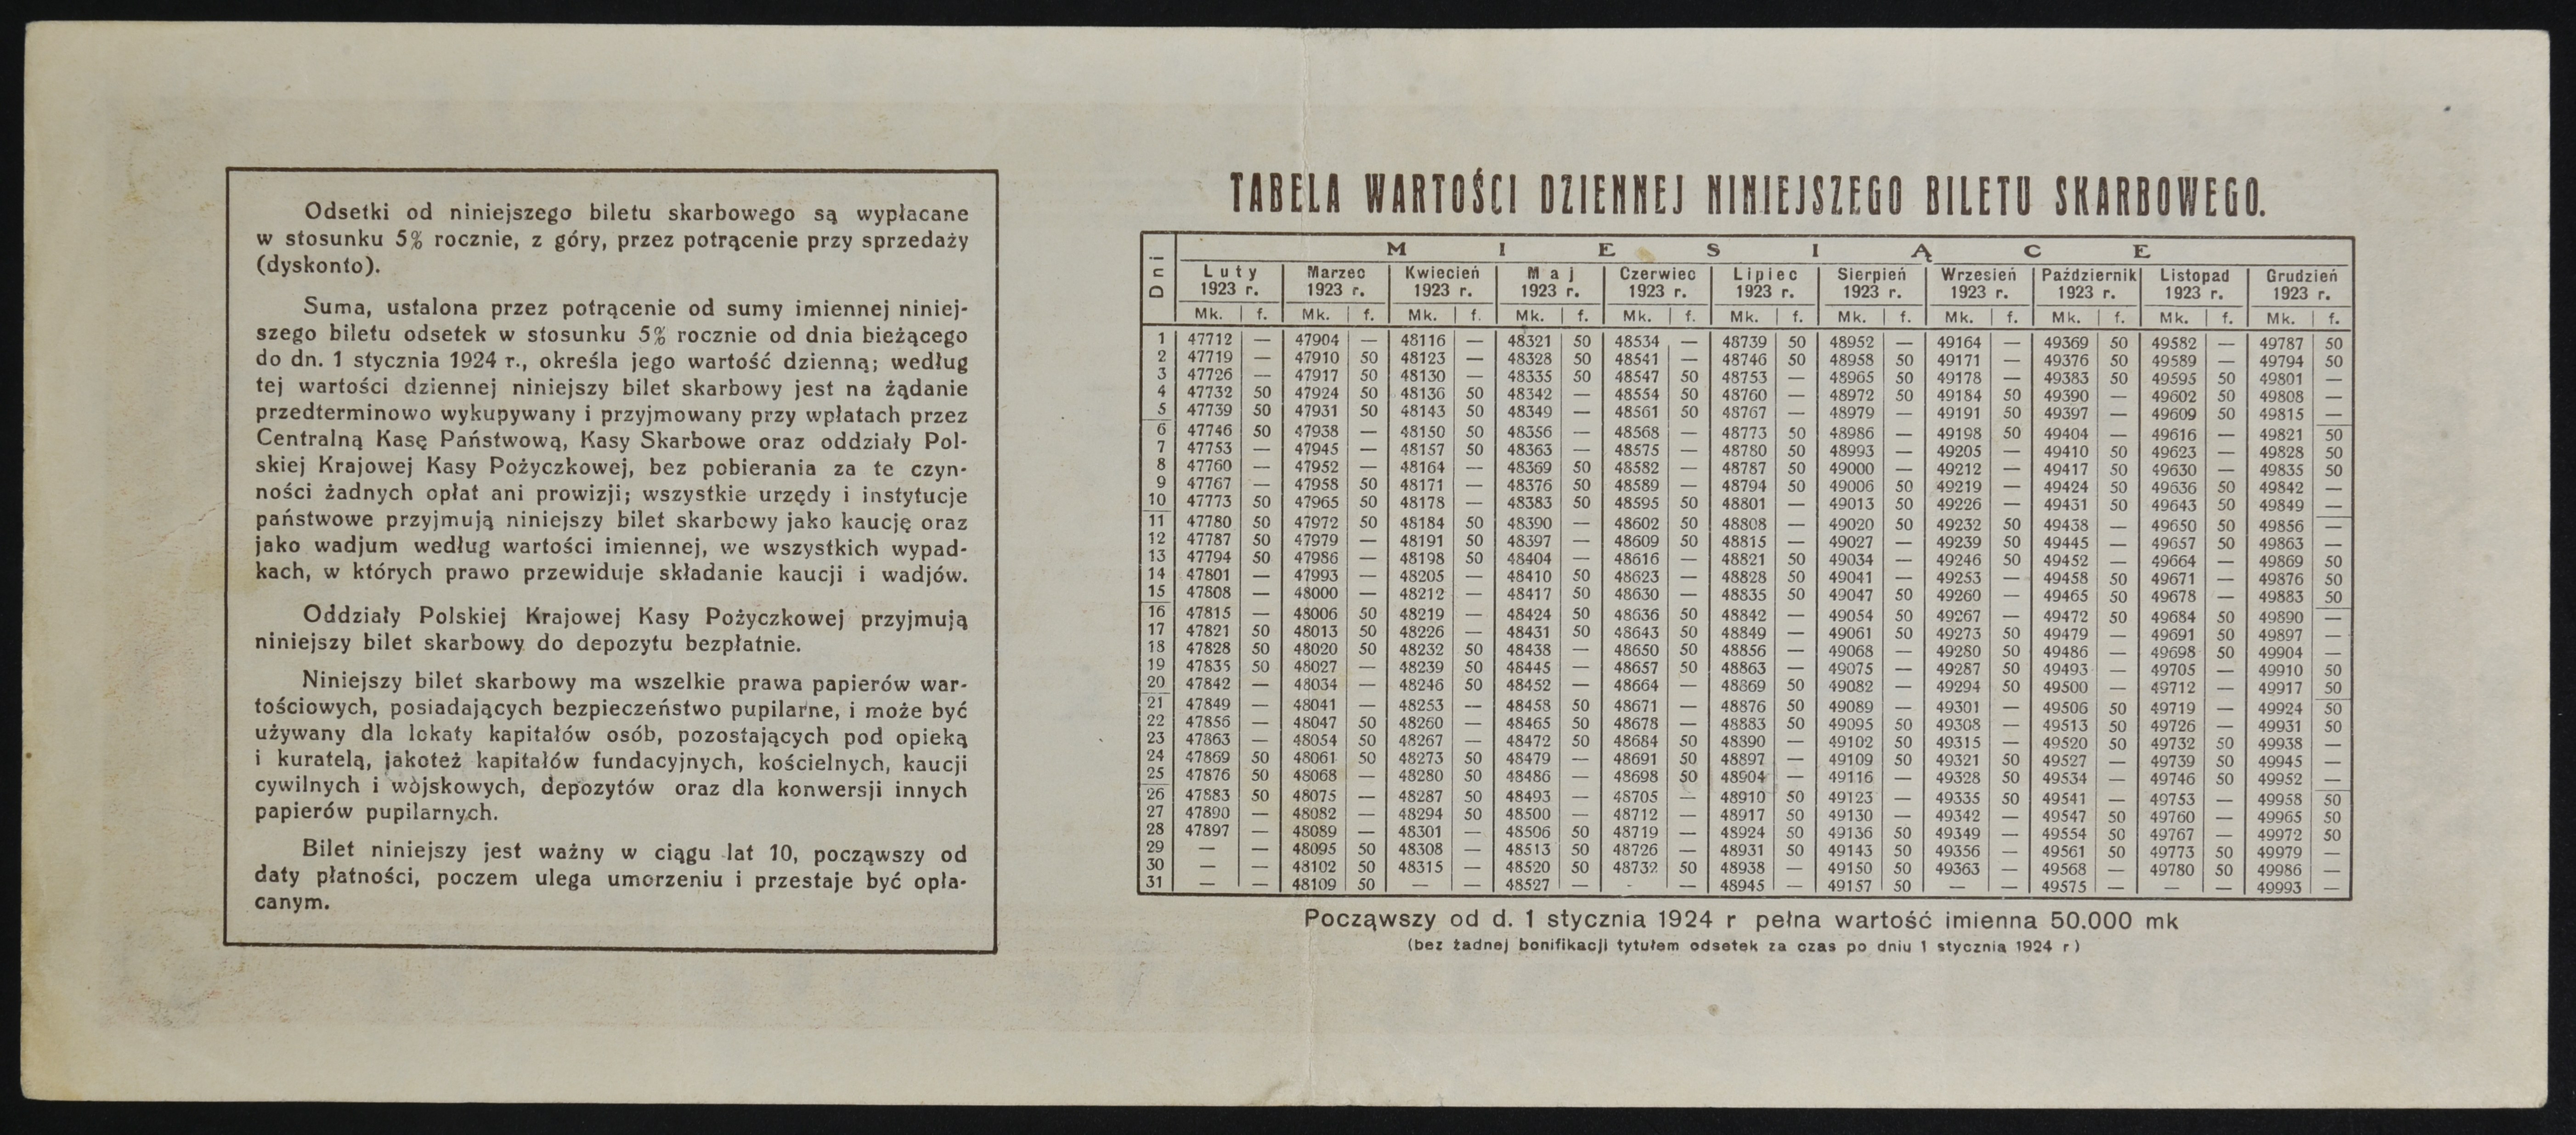 Odsetki od niniejszego biletu skarbowego są wypłacane
w stosunku 5% rocznie, z góry, przez potrącenie przy sprzedaży
(dyskonto).
Suma, ustalona przez potrącenie od sumy imiennej niniej-
szego biletu odsetek w stosunku 5% rocznie od dnia bieżącego
do dn. 1 stycznia 1924 r., określa jego wartość dzienną; według
tej wartości dziennej niniejszy bilet skarbowy jest na żądanie
przedterminowo wykupywany i przyjmowany przy wpłatach przez
Centralną Kasę Państwową, Kasy Skarbowe oraz oddziały Pol-
skiej Krajowej Kasy Pożyczkowej, bez pobierania za te czyn-
ności żadnych opłat ani prowizji; wszystkie urzędy i instytucje
państwowe przyjmują niniejszy bilet skarbowy jako kaucję oraz
jako wadjum według wartości imiennej, we wszystkich wypad-
kach, w których prawo przewiduje składanie kaucji i wadjów.
Oddziały Polskiej Krajowej Kasy Pożyczkowej przyjmują
niniejszy bilet skarbowy do depozytu bezpłatnie.
Niniejszy bilet skarbowy ma wszelkie prawa papierów war-
tościowych, posiadających bezpieczeństwo pupilarne, i może być
używany dla lokaty kapitałów osób, pozostających pod opieką
i kuratelą, jakoteż kapitałów fundacyjnych, kościelnych, kaucji
cywilnych i wojskowych, depozytów oraz dla konwersji innych
papierów pupilarnych.
Bilet niniejszy jest ważny w ciągu lat 10, począwszy od
daty płatności, poczem ulega umorzeniu i przestaje być opła-
canym.
TABELA WARTOŚCI DZIENNEJ NINIEJSZEGO BILETU SKARBOWEGO.
Dni MIESIĄCE
Luty Marzec Kwiecień Maj Czerwiec Lipiec Sierpień Wrzesień Październik Listopad Grudzień
1923 r. 1923 r. 1923 r. 1923 r. 1923 r. 1923 r. 1923 r. 1923 r. 1923 r. 1923 r. 1923 r.
Mk. f. Mk. f. Mk. f. Mk. f. Mk. f. Mk. f. Mk. f. Mk. f. Mk. f. Mk. f. Mk. f.
1 47712 — 47904 — 48116 — 48321 50 48534 — 48739 50 48952 — 49164 — 49369 50 49582 — 49787 50
2 47719 — 47910 50 48123 — 48328 50 48541 — 48746 50 48958 50 49171 — 49376 50 49589 — 49794 50
3 47726 — 47917 50 48130 — 48335 50 48547 50 48753 — 48965 50 49178 — 49383 50 49595 50 49801 —
4 47732 50 47924 50 48136 50 48342 — 48554 50 48760 — 48972 50 49184 50 49390 — 49602 50 49808 —
5 47739 50 47931 50 48143 50 48349 — 48561 50 48767 — 48979 — 49191 50 49397 — 49609 50 49815 —
6 47746 50 47938 — 48150 50 48356 — 48568 — 48773 50 48986 — 49198 50 49404 — 49616 — 49821 50
7 47753 — 47945 — 48157 50 48363 — 48575 — 48780 50 48993 — 49205 — 49410 50 49623 — 49828 50
8 47760 — 47952 — 48164 — 48369 50 48582 — 48787 50 49000 — 49212 — 49417 50 49630 — 49835 50
9 47767 — 47958 50 48171 — 48376 50 48589 — 48794 50 49006 50 49219 — 49424 50 49636 50 49842 —
10 47773 50 47965 50 48178 — 48383 50 48595 50 48801 — 49013 50 49226 — 49431 50 49643 50 49849 —
11 47780 50 47972 50 48184 50 48390 — 48602 50 48808 — 49020 50 49232 50 49438 — 49650 50 49856 —
12 47787 50 47979 — 48191 50 48397 — 48609 50 48815 — 49027 — 49239 50 49445 — 49657 50 49863 —
13 47794 50 47986 — 48198 50 48404 — 48616 — 48821 50 49034 — 49246 50 49452 — 49664 — 49869 50
14 47801 — 47993 — 48205 — 48410 50 48623 — 48828 50 49041 — 49253 — 49458 50 49671 — 49876 50
15 47808 — 48000 — 48212 — 48417 50 48630 — 48835 50 49047 50 49260 — 49465 50 49678 — 49883 50
16 47815 — 48006 50 48219 — 48424 50 48636 50 48842 — 49054 50 49267 — 49472 50 49684 50 49890 —
17 47821 50 48013 50 48226 — 48431 50 48643 50 48849 — 49061 50 49273 50 49479 — 49691 50 49897 —
18 47828 50 48020 50 48232 50 48438 — 48650 50 48856 — 49068 — 49280 50 49486 — 49698 50 49904 —
19 47835 50 48027 — 48239 50 48445 — 48657 50 48863 — 49075 — 49287 50 49493 — 49705 — 49910 50
20 47842 — 48034 — 48246 50 48452 — 48664 — 48869 50 49082 — 49294 50 49500 — 49712 — 49917 50
21 47849 — 48041 — 48253 — 48458 50 48671 — 48876 50 49089 — 49301 — 49506 50 49719 — 49924 50
22 47856 — 48047 50 48260 — 48465 50 48678 — 48883 50 49095 50 49308 — 49513 50 49726 — 49931 50
23 47863 — 48054 50 48267 — 48472 50 48684 50 48890 — 49102 50 49315 — 49520 50 49732 50 49938 —
24 47869 50 48061 50 48273 50 48479 — 48691 50 48897 — 49109 50 49321 50 49527 — 49739 50 49945 —
25 47876 50 48068 — 48280 50 48486 — 48698 50 48904 — 49116 — 49328 50 49534 — 49746 50 49952 —
26 47883 50 48075 — 48287 50 48493 — 48705 — 48910 50 49123 — 49335 50 49541 — 49753 — 49958 50
27 47890 — 48082 — 48294 50 48500 — 48712 — 48917 50 49130 — 49342 — 49547 50 49760 — 49965 50
28 47897 — 48089 — 48301 — 48506 50 48719 — 48924 50 49136 50 49349 — 49554 50 49767 — 49972 50
29 — — 48095 50 48308 — 48513 50 48726 — 48931 50 49143 50 49356 — 49561 50 49773 50 49979 —
30 — — 48102 50 48315 — 48520 50 48732 50 48938 — 49150 50 49363 — 49568 — 49780 50 49986 —
31 — — 48109 50 — — 48527 — - — 48945 — 49157 50 — — 49575 — — — 49993 —
Począwszy od d. 1 stycznia 1924 r pełna wartość imienna 50.000 mk
(bez żadnej bonifikacji tytułem odsetek za czas po dniu 1 stycznia 1924 r)